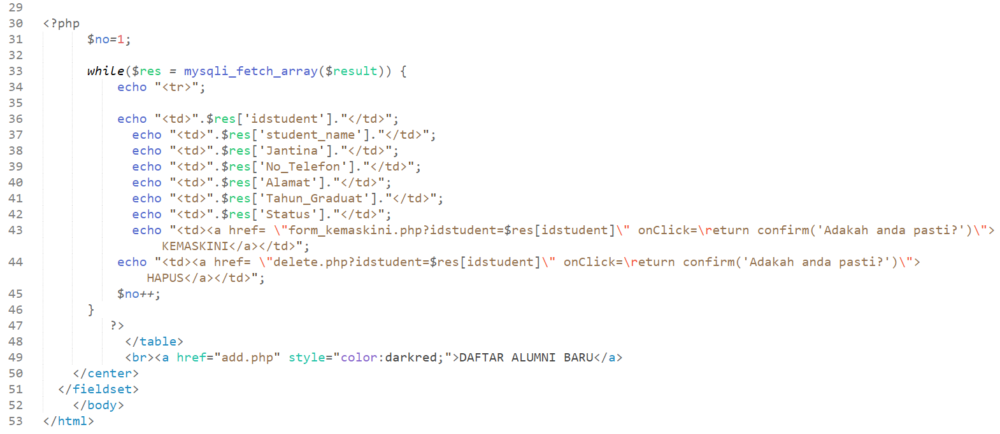 29
30 <?php
31 $no=1;
32
33 while($res = mysqli_fetch_array($result)) {
34 echo "<tr>";
35
36 echo "<td>".$res['idstudent']."</td>";
37 echo "<td>".$res['student_name']."</td>";
38 echo "<td>".$res['Jantina']."</td>";
39 echo "<td>".$res['No_Telefon']."</td>";
40 echo "<td>".$res['Alamat']."</td>";
41 echo "<td>".$res['Tahun_Graduat']."</td>";
42 echo "<td>".$res['Status']."</td>";
43 echo "<td><a href= \"form_kemaskini.php?idstudent=$res[idstudent]\" onClick=\return confirm('Adakah anda pasti?')\">
KEMASKINI</a></td>";
44 echo "<td><a href= \"delete.php?idstudent=$res[idstudent]\" onClick=\return confirm('Adakah anda pasti?')\">
HAPUS</a></td>";
45 $no++;
46 }
47 ?>
48 </table>
49 <br><a href="add.php" style="color:darkred;">DAFTAR ALUMNI BARU</a>
50 </center>
51 </fieldset>
52 </body>
53 </html>